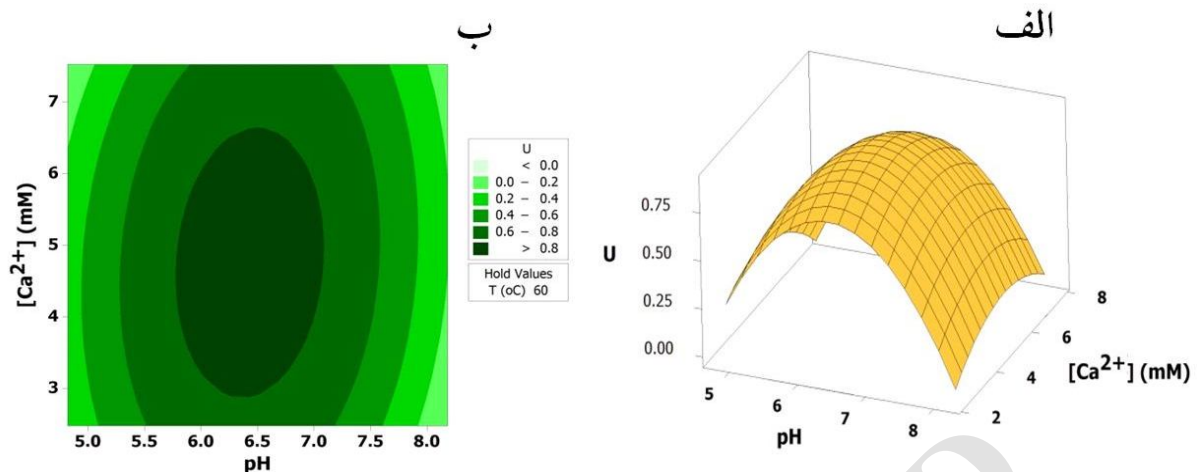 ب
7
6
5
4
3
[Ca2+] (mM)
5.0 5.5 6.0 6.5 7.0 7.5 8.0
pH
U
< 0.0
0.0 – 0.2
0.2 – 0.4
0.4 – 0.6
0.6 – 0.8
> 0.8
Hold Values
T (oC) 60
الف
0.75
0.50
0.25
0.00
U
5 6 7 8
pH
8
6
4
2
[Ca2+] (mM)